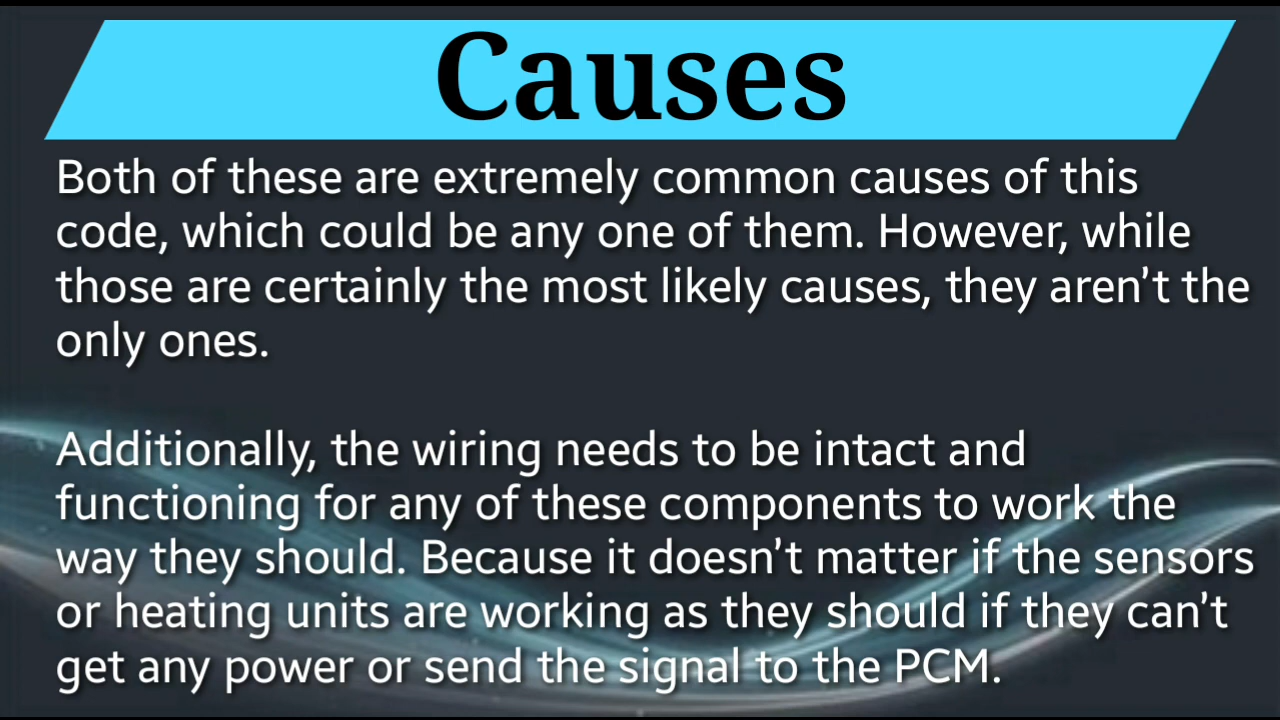 Causes
Both of these are extremely common causes of this
code, which could be any one of them. However, while
those are certainly the most likely causes, they aren't the
only ones.
Additionally, the wiring needs to be intact and
functioning for any of these components to work the
way they should. Because it doesn't matter if the sensors
or heating units are working as they should if they can't
get any power or send the signal to the PCM.